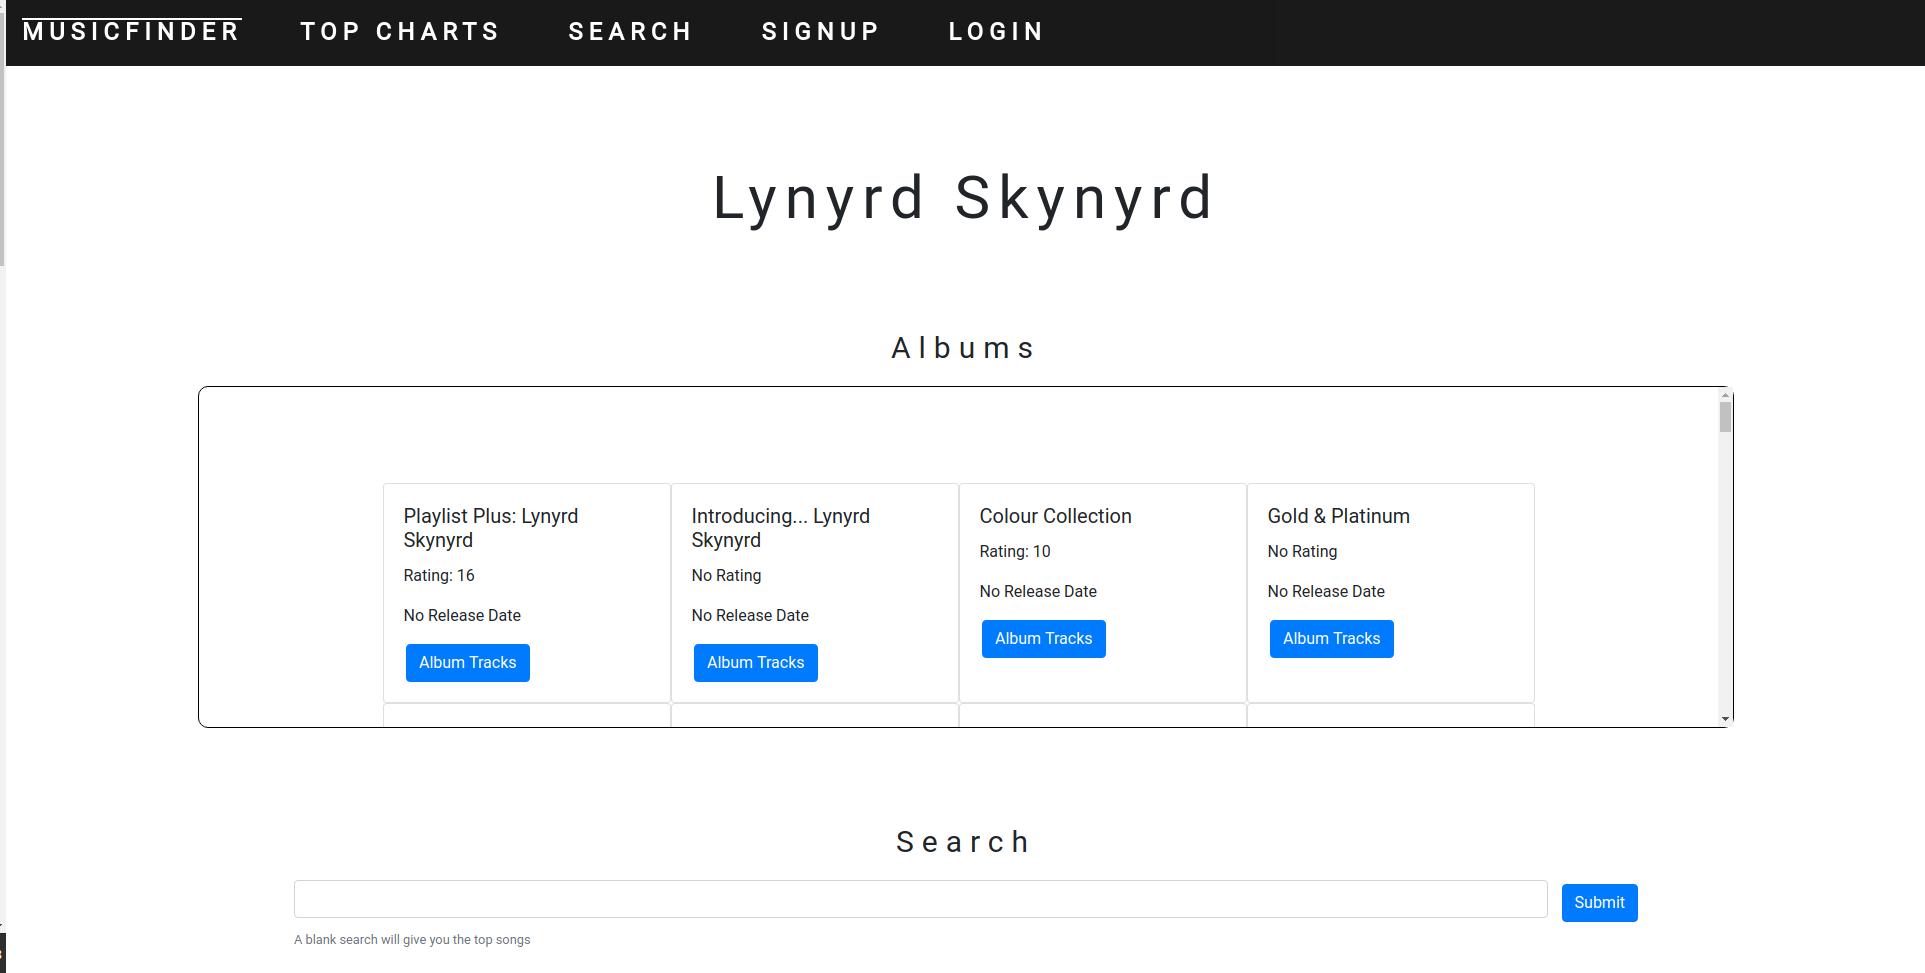 MUSICFINDER TOP CHARTS SEARCH SIGNUP LOGIN
Lynyrd Skynyrd
Albums
Playlist Plus: Lynyrd
Skynyrd
Rating: 16
No Release Date
Album Tracks
Introducing... Lynyrd
Skynyrd
No Rating
No Release Date
Album Tracks
Colour Collection
Rating: 10
No Release Date
Album Tracks
Gold & Platinum
No Rating
No Release Date
Album Tracks
Search
Submit
A blank search will give you the top songs